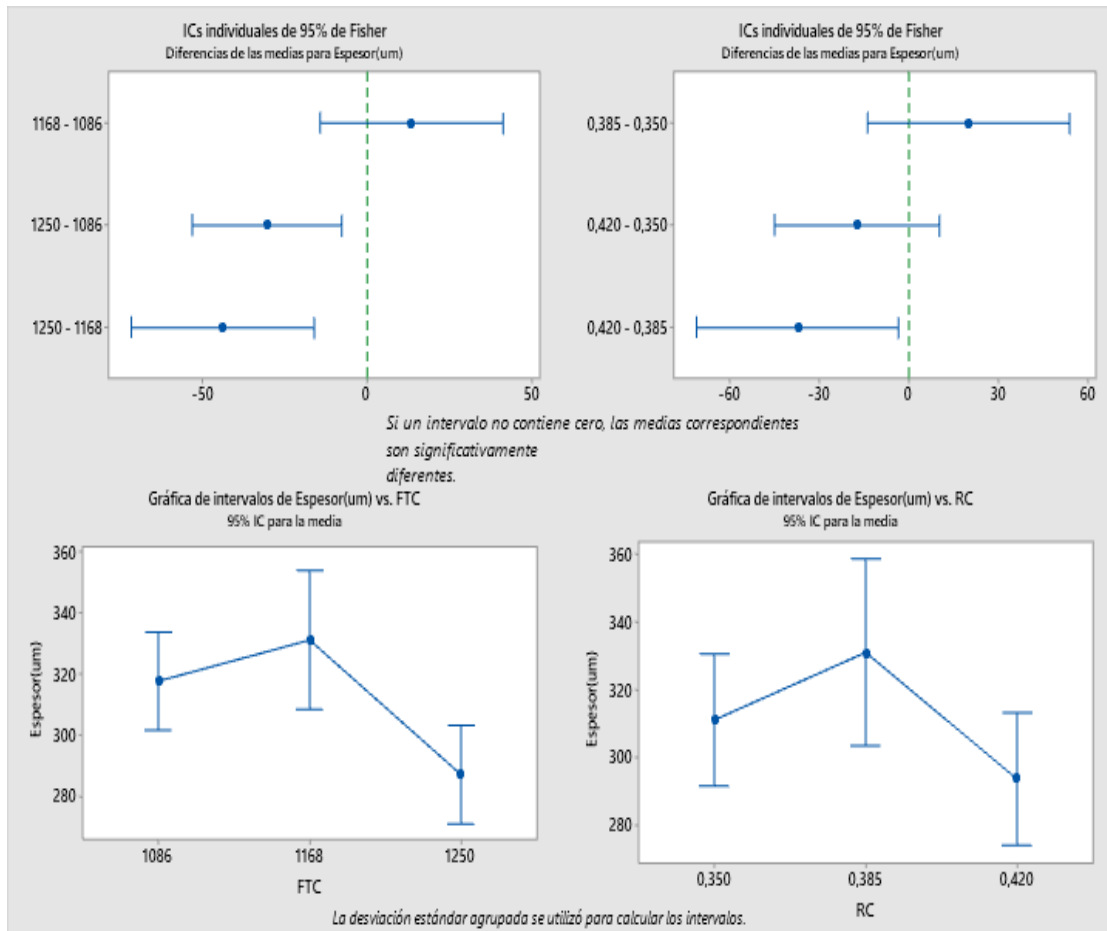 ICs individuales de 95% de Fisher
Diferencias de las medias para Espesor(um)
1168 - 1086
1250 - 1086
1250 - 1168
-50
0
50
ICs individuales de 95% de Fisher
Diferencias de las medias para Espesor(um)
0,385 - 0,350
0,420 - 0,350
0,420 - 0,385
-60
-30
0
30
60
Si un intervalo no contiene cero, las medias correspondientes
son significativamente
diferentes.
Gráfica de intervalos de Espesor(um) vs. FTC
95% IC para la media
Espesor(um)
360
340
320
300
280
1086
1168
1250
FTC
Gráfica de intervalos de Espesor(um) vs. RC
95% IC para la media
Espesor(um)
360
340
320
300
280
0,350
0,385
0,420
RC
La desviación estándar agrupada se utilizó para calcular los intervalos.